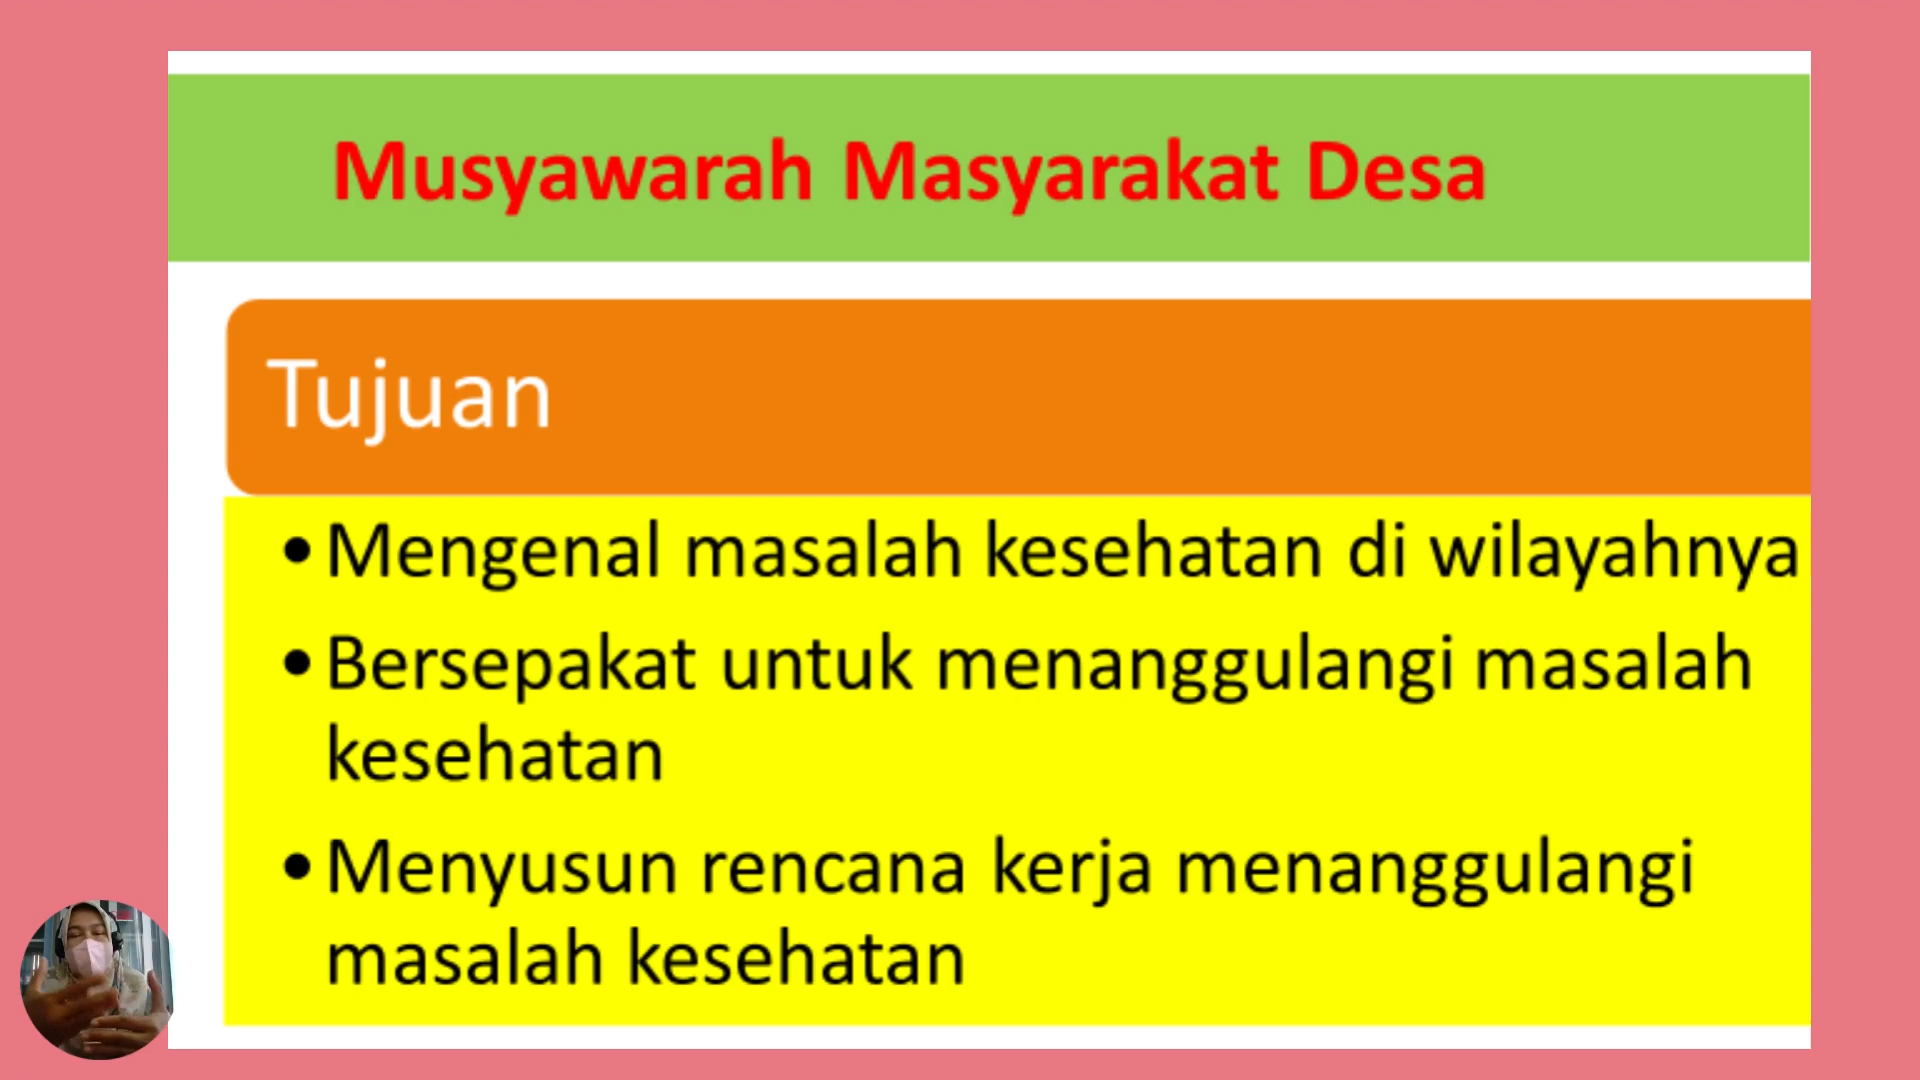 Musyawarah Masyarakat Desa
Tujuan
•Mengenal masalah kesehatan di wilayahnya
•Bersepakat untuk menanggulangi masalah
kesehatan
•Menyusun rencana kerja menanggulangi
masalah kesehatan